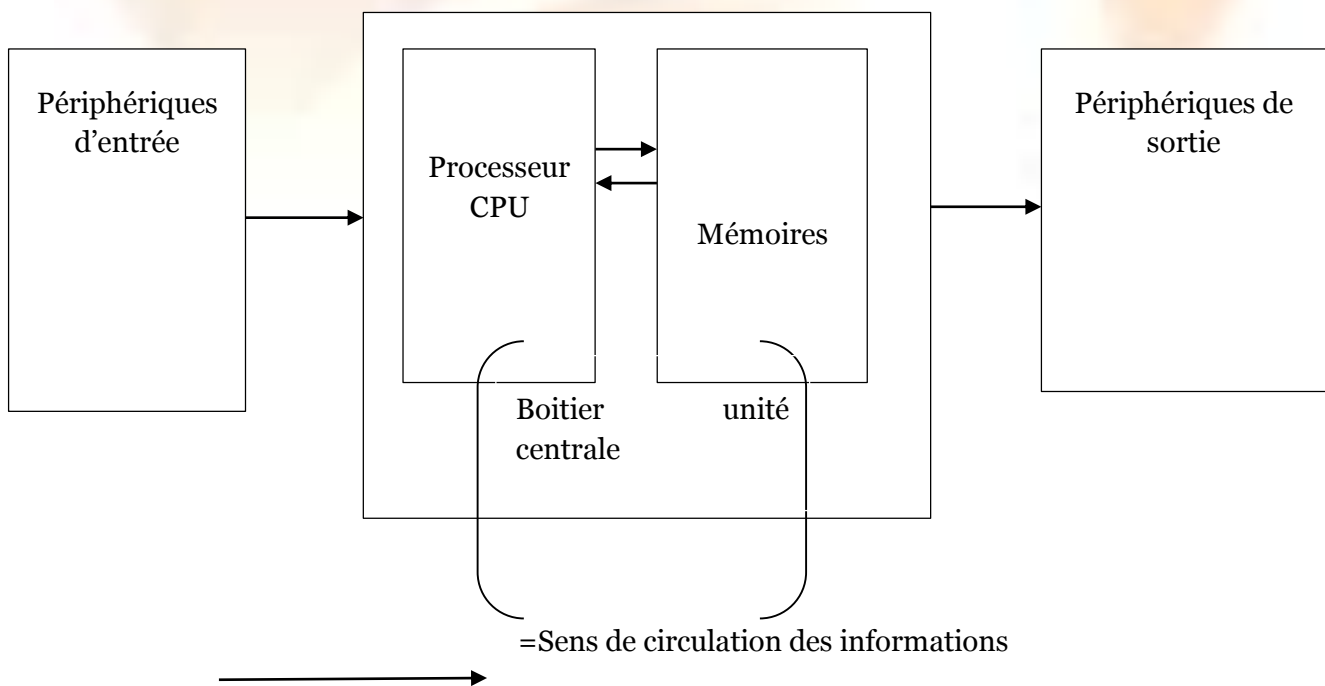 Périphériques
d’entrée
Processeur
CPU
Mémoires
Boitier unité
centrale
Périphériques de
sortie
=Sens de circulation des informations